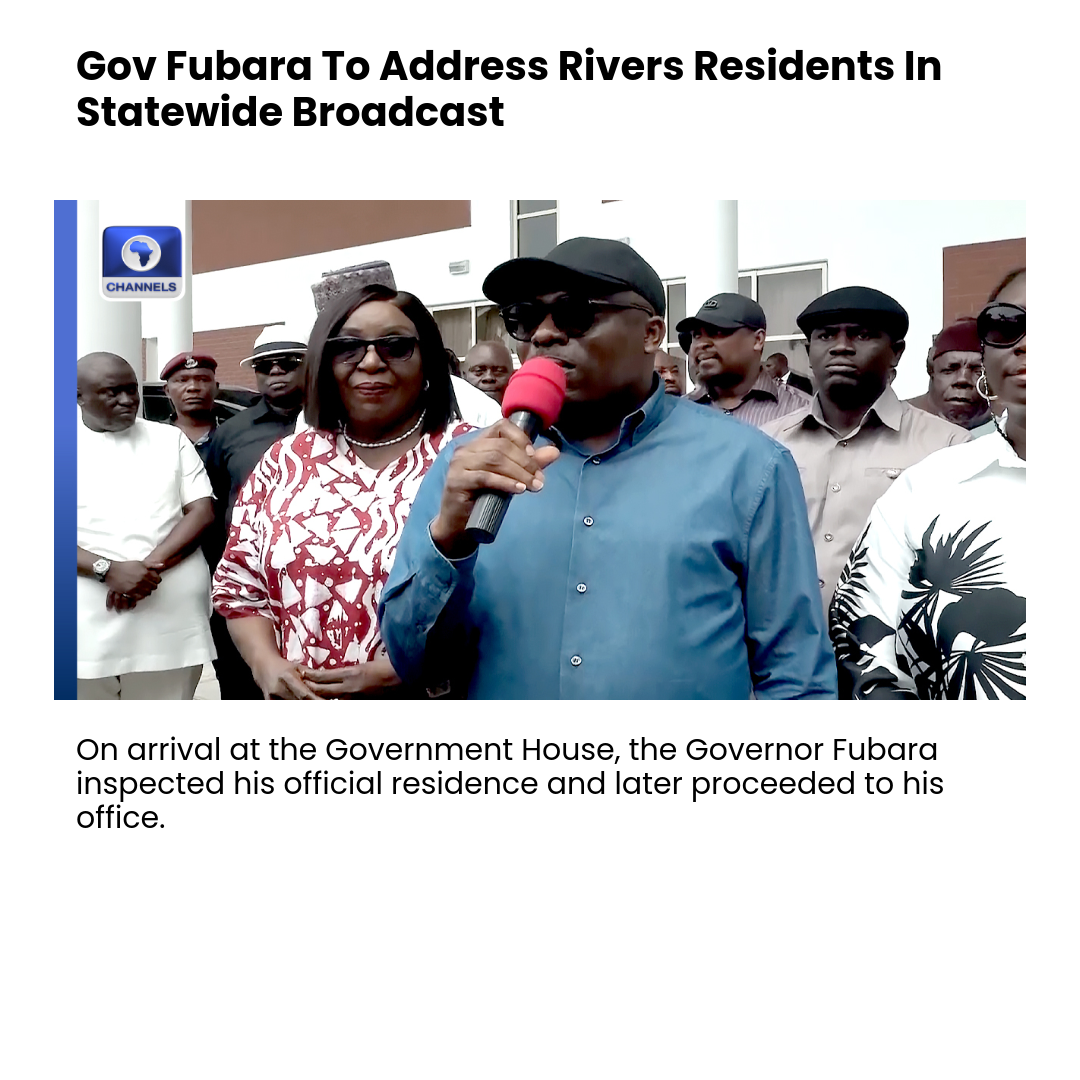 Gov Fubara To Address Rivers Residents In
Statewide Broadcast
CHANNELS
On arrival at the Government House, the Governor Fubara
inspected his official residence and later proceeded to his
office.